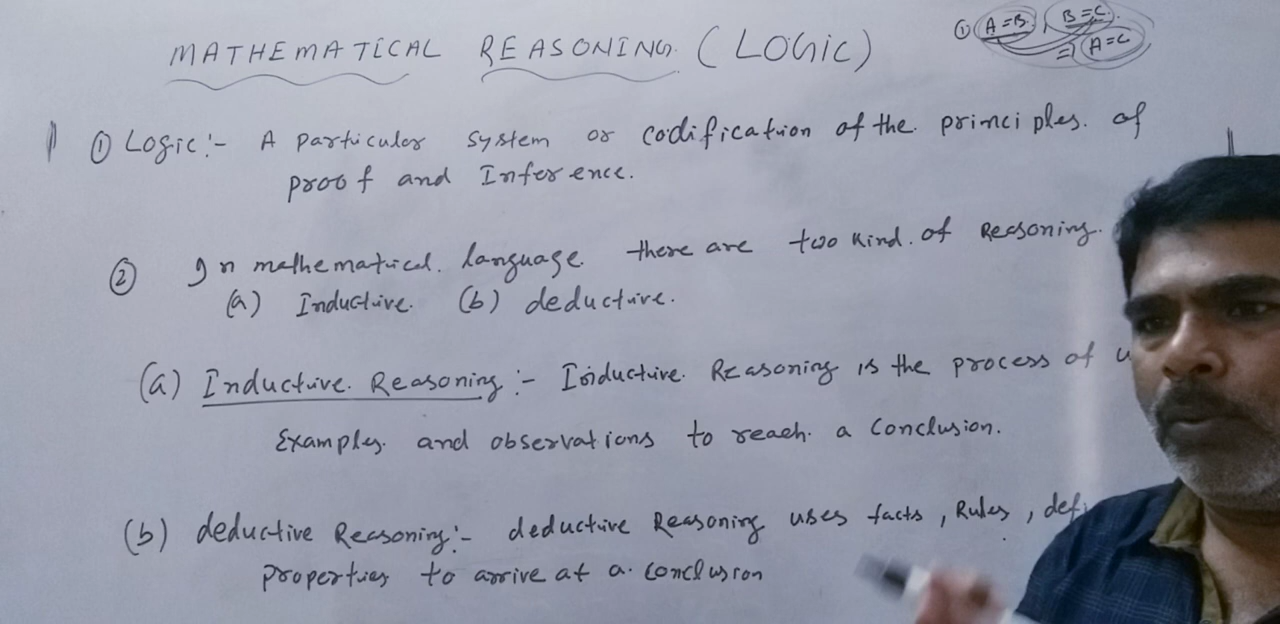 MATHEMATICAL REASONING. (LOGIC)
① A=B, B=C.
⇒ A=C
① Logic:- A particular system or codification of the principles. of
proof and Inference.
② In mathematical. language there are two kind. of Reasoning.
(a) Inductive. (b) deductive.
(a) Inductive. Reasoning:- Inductive. Reasoning is the process of
Examples. and observations to reach. a conclusion.
(b) deductive Reasoning:- deductive Reasoning uses facts, Rules, def
properties to arrive at a. conclusion